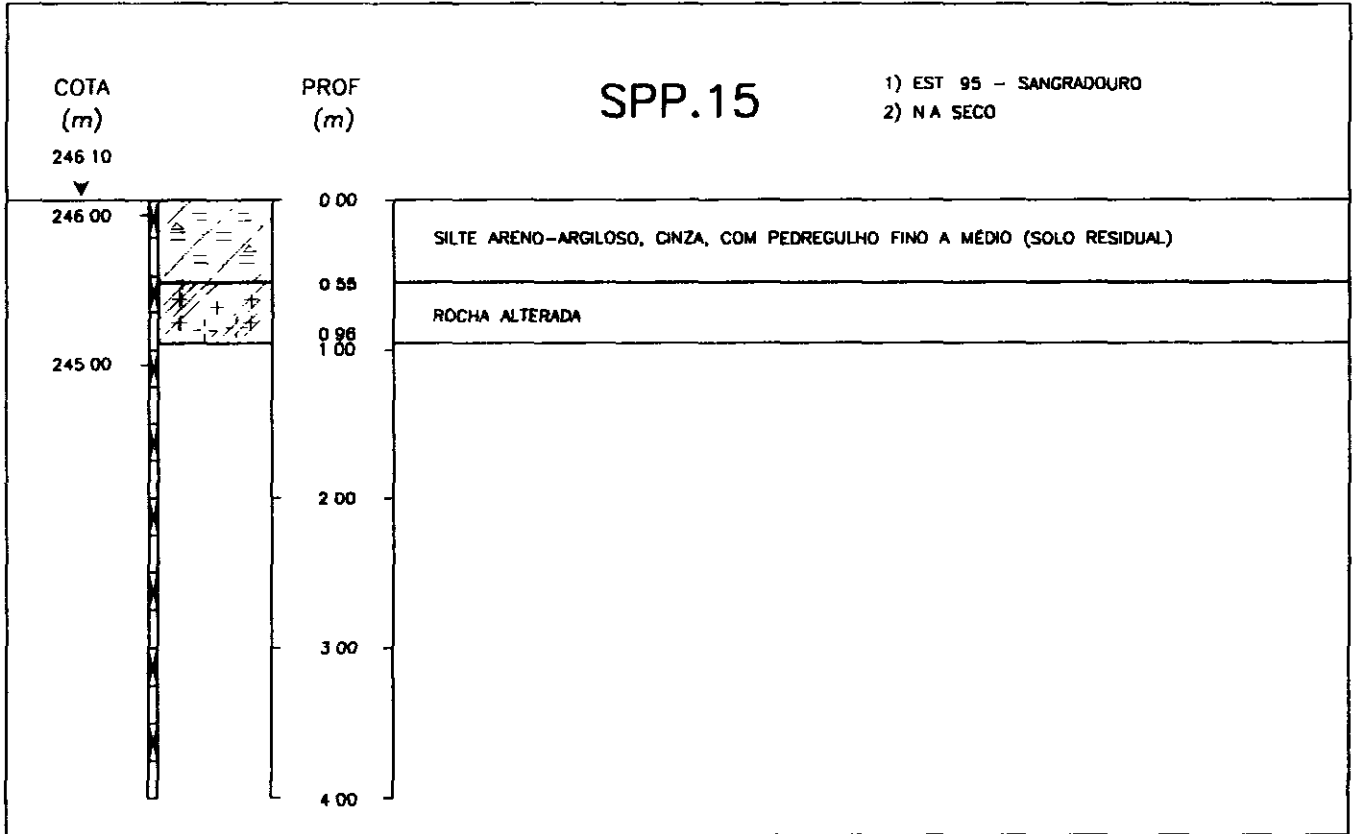 COTA
(m)
246 10
PROF
(m)
SPP.15
1) EST 95 - SANGRADOURO
2) N A SECO
0 00
246 00
SILTE ARENO-ARGILOSO, CINZA, COM PEDREGULHO FINO A MÉDIO (SOLO RESIDUAL)
0 55
ROCHA ALTERADA
0 96
1 00
245 00
2 00
3 00
4 00